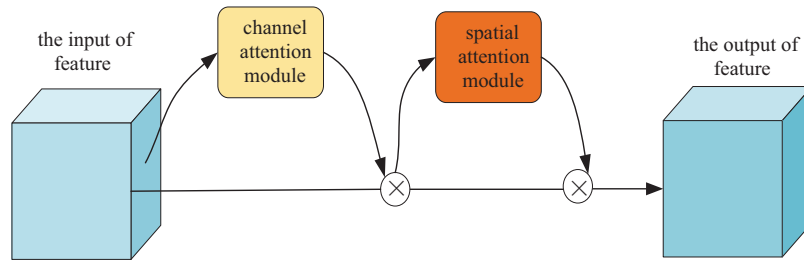 the input of
feature
channel
attention
module
spatial
attention
module
the output of
feature